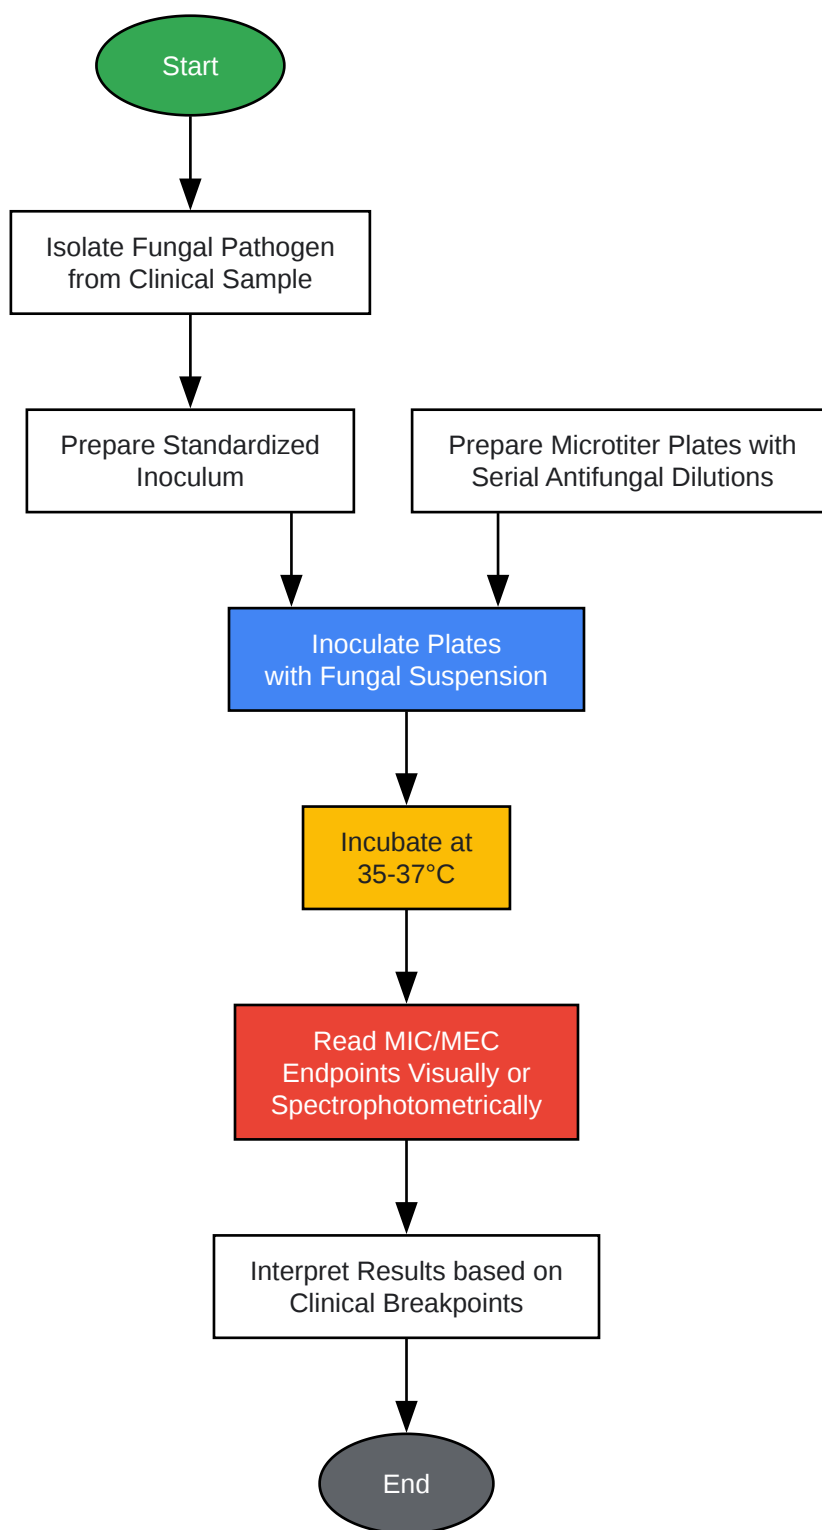 Start
Isolate Fungal Pathogen
from Clinical Sample
Prepare Standardized
Inoculum
Prepare Microtiter Plates with
Serial Antifungal Dilutions
Inoculate Plates
with Fungal Suspension
Incubate at
35-37°C
Read MIC/MEC
Endpoints Visually or
Spectrophotometrically
Interpret Results based on
Clinical Breakpoints
End